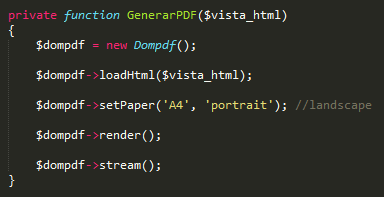 private function GenerarPDF($vista_html)
{
$dompdf = new Dompdf();
$dompdf->loadHtml($vista_html);
$dompdf->setPaper('A4', 'portrait'); //landscape
$dompdf->render();
$dompdf->stream();
}